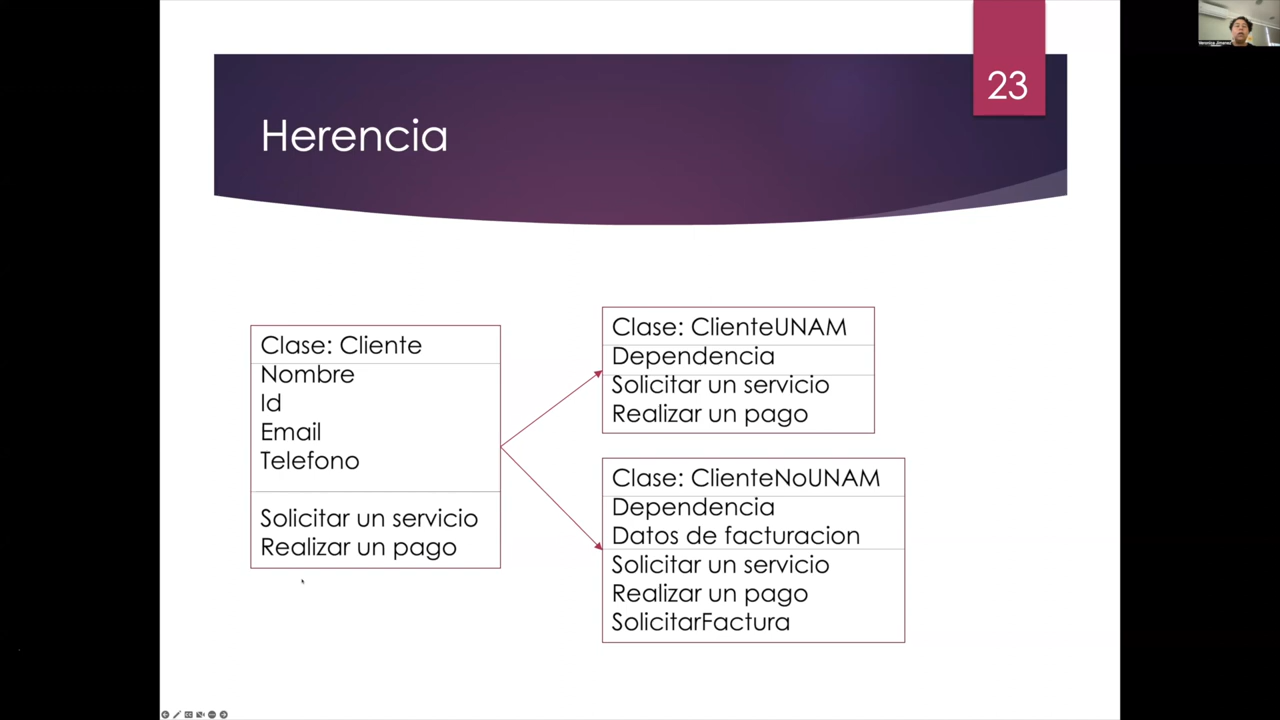 23
Herencia
Clase: Cliente
Nombre
Id
Email
Telefono
Solicitar un servicio
Realizar un pago
Clase: ClienteUNAM
Dependencia
Solicitar un servicio
Realizar un pago
Clase: ClienteNoUNAM
Dependencia
Datos de facturacion
Solicitar un servicio
Realizar un pago
SolicitarFactura